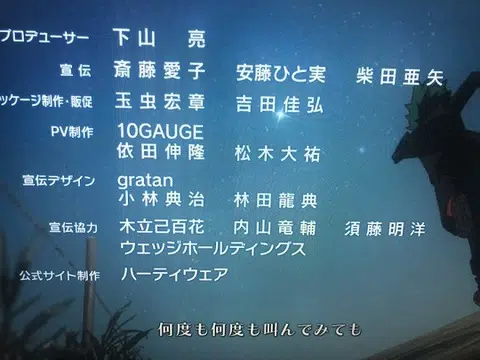 プロデューサー 下山 亮
宣伝 斎藤愛子 安藤ひと実 柴田亜矢
ッケージ制作・販促 玉虫宏章 吉田佳弘
PV制作 10GAUGE
依田伸隆 松木大祐
宣伝デザイン gratan
小林典治 林田龍典
宣伝協力 木立己百花 内山竜輔 須藤明洋
ウェッジホールディングス
公式サイト制作 ハーティウェア
何度も何度も叫んでみても